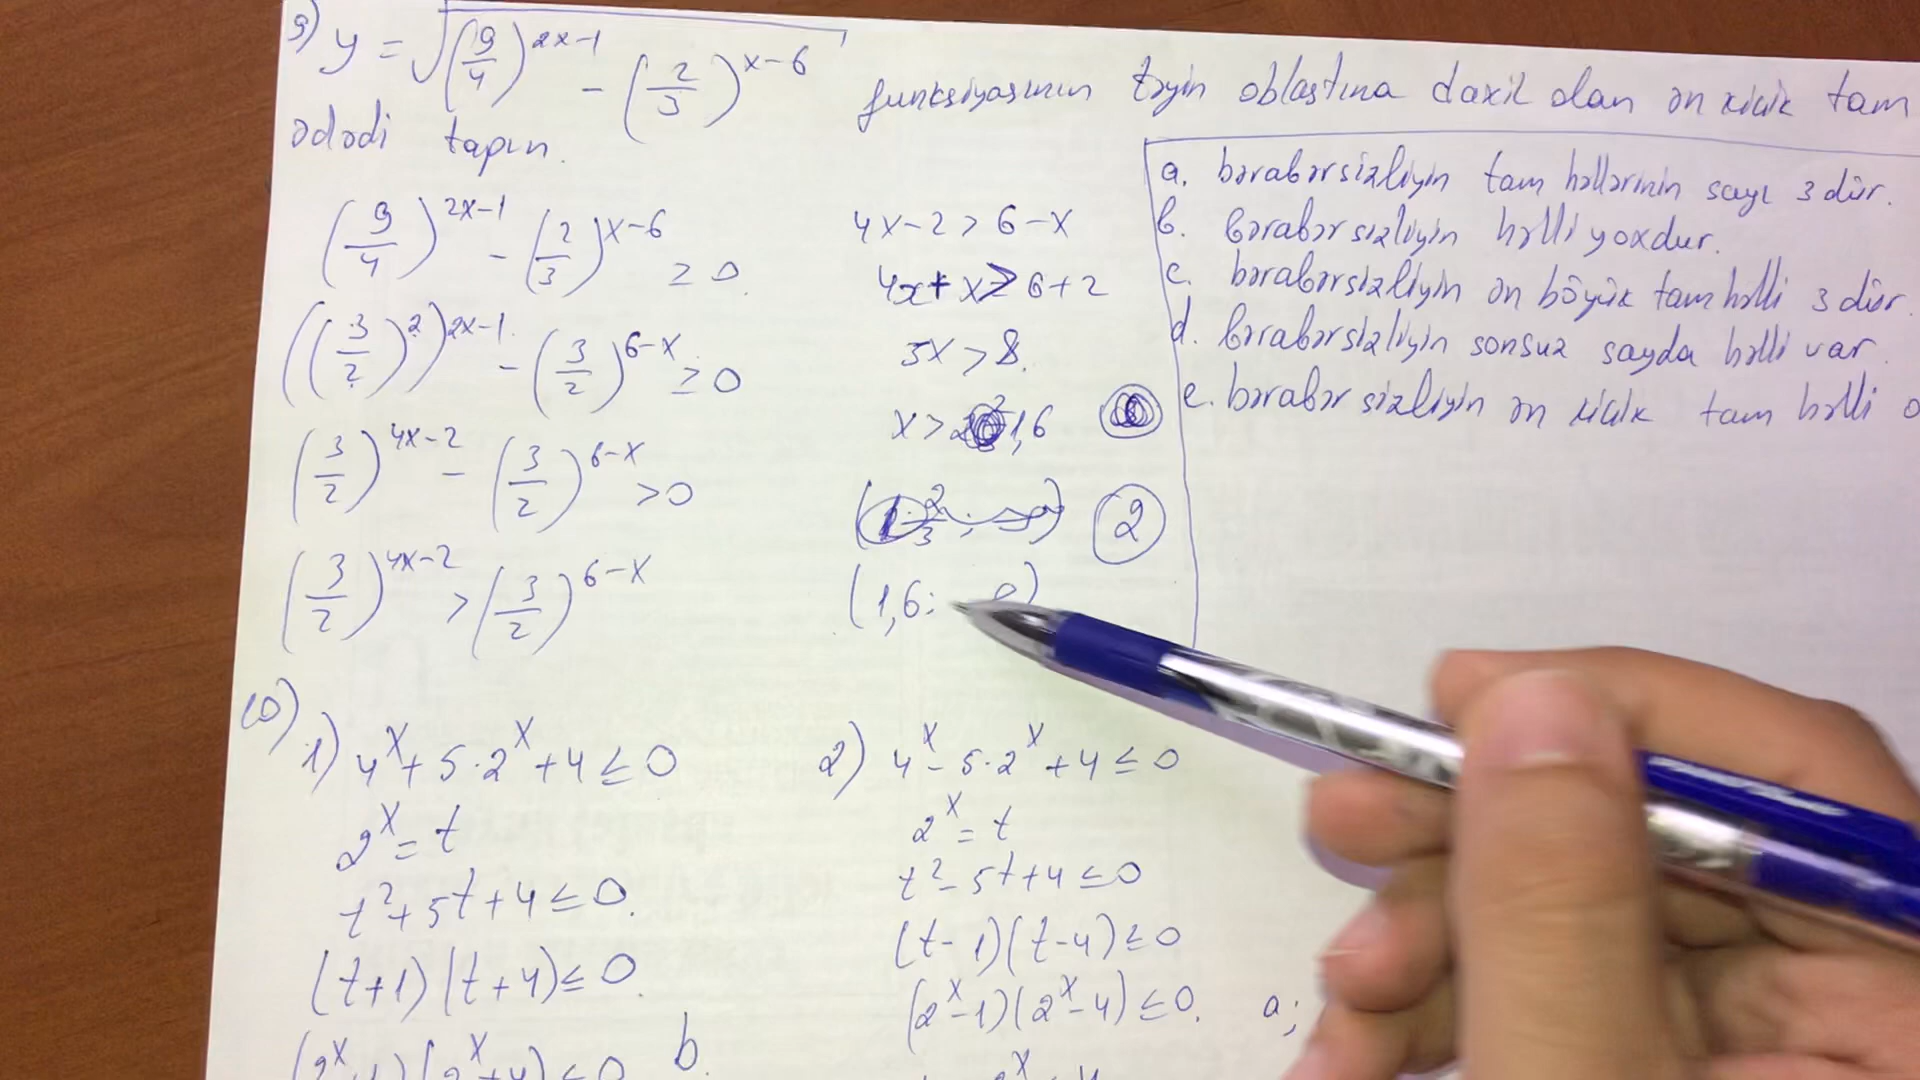 9) y = √((9/4)^(2x-1) - (2/3)^(x-6)) funksiyasının təyin oblastına daxil olan ən kiçik tam
ədədi tapın.
(9/4)^(2x-1) - (2/3)^(x-6) ≥ 0.
((3/2)^2)^(2x-1) - (3/2)^(6-x) ≥ 0
(3/2)^(4x-2) - (3/2)^(6-x) > 0
(3/2)^(4x-2) > (3/2)^(6-x)
4x-2 > 6-x
4x+x ≥ 6+2
5x > 8.
x > 1,6
2
(1,6;
a. bərabərsizliyin tam həllərinin sayı 3 dür.
b. bərabərsizliyin həlli yoxdur.
c. bərabərsizliyin ən böyük tam həlli 3 dür.
d. bərabərsizliyin sonsuz sayda həlli var.
e. bərabərsizliyin ən kiçik tam həlli 0
10)
1) 4^x + 5·2^x + 4 ≤ 0
2^x = t
t^2 + 5t + 4 ≤ 0.
(t+1)(t+4) ≤ 0.
b.
2) 4^x - 5·2^x + 4 ≤ 0
2^x = t
t^2 - 5t + 4 ≤ 0
(t-1)(t-4) ≤ 0
(2^x-1)(2^x-4) ≤ 0. a;